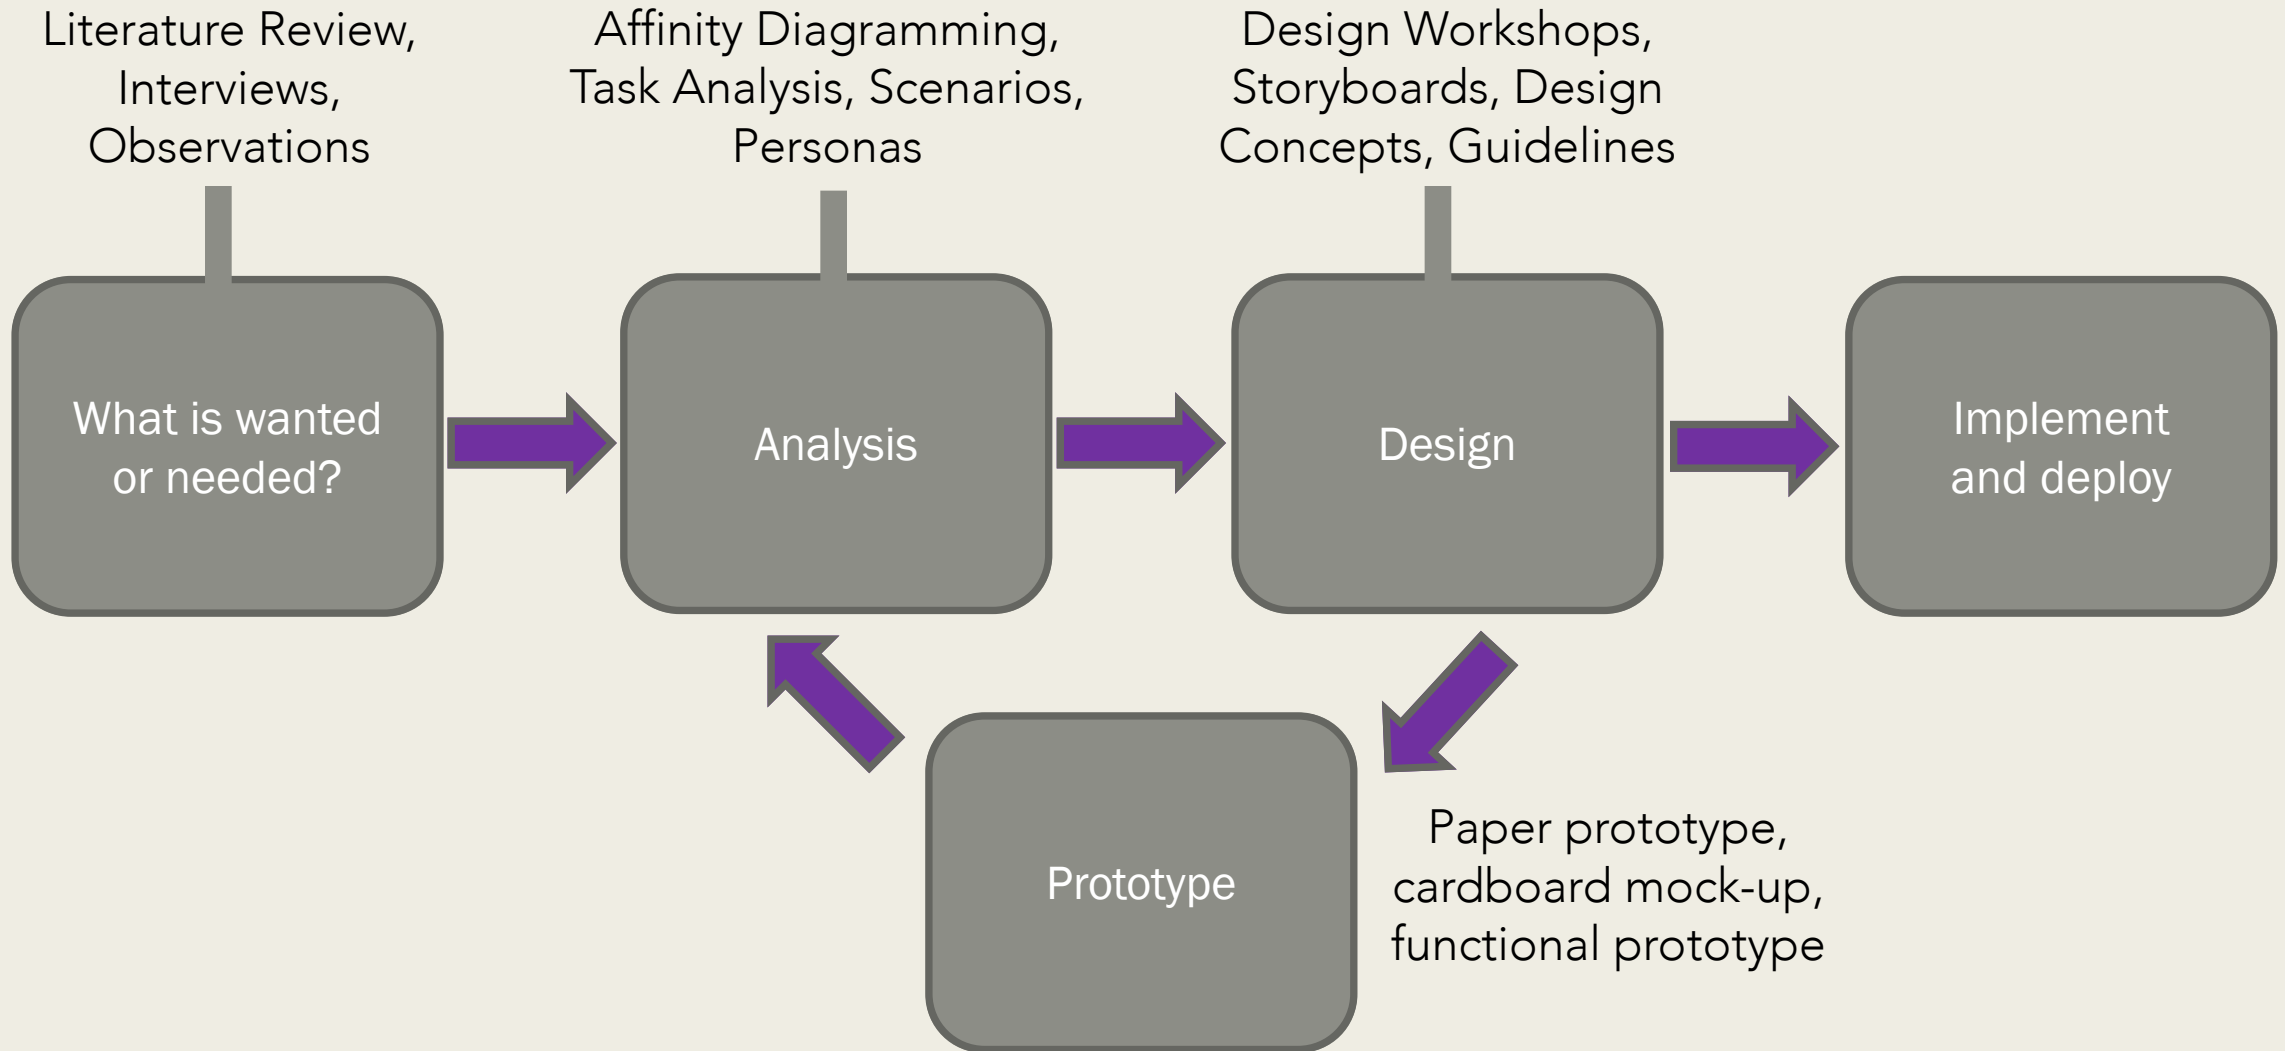 Literature Review,
Interviews,
Observations
Affinity Diagramming,
Task Analysis, Scenarios,
Personas
Design Workshops,
Storyboards, Design
Concepts, Guidelines
What is wanted
or needed?
Analysis
Design
Implement
and deploy
Prototype
Paper prototype,
cardboard mock-up,
functional prototype